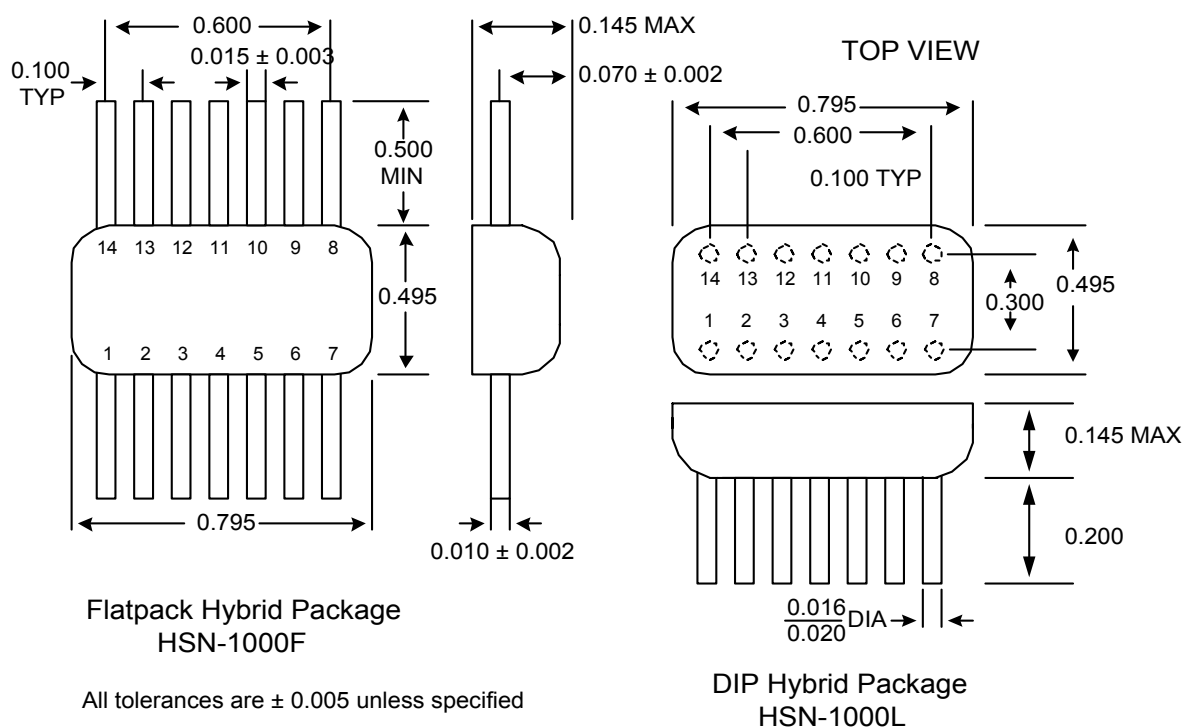 0.600
0.015 ± 0.003
0.100
TYP
0.500
MIN
14 13 12 11 10 9 8
0.495
1 2 3 4 5 6 7
0.795
Flatpack Hybrid Package
HSN-1000F
All tolerances are ± 0.005 unless specified
0.145 MAX
0.070 ± 0.002
0.010 ± 0.002
TOP VIEW
0.795
0.600
0.100 TYP
14 13 12 11 10 9 8
1 2 3 4 5 6 7
0.300
0.495
0.145 MAX
0.200
0.016
0.020 DIA
DIP Hybrid Package
HSN-1000L